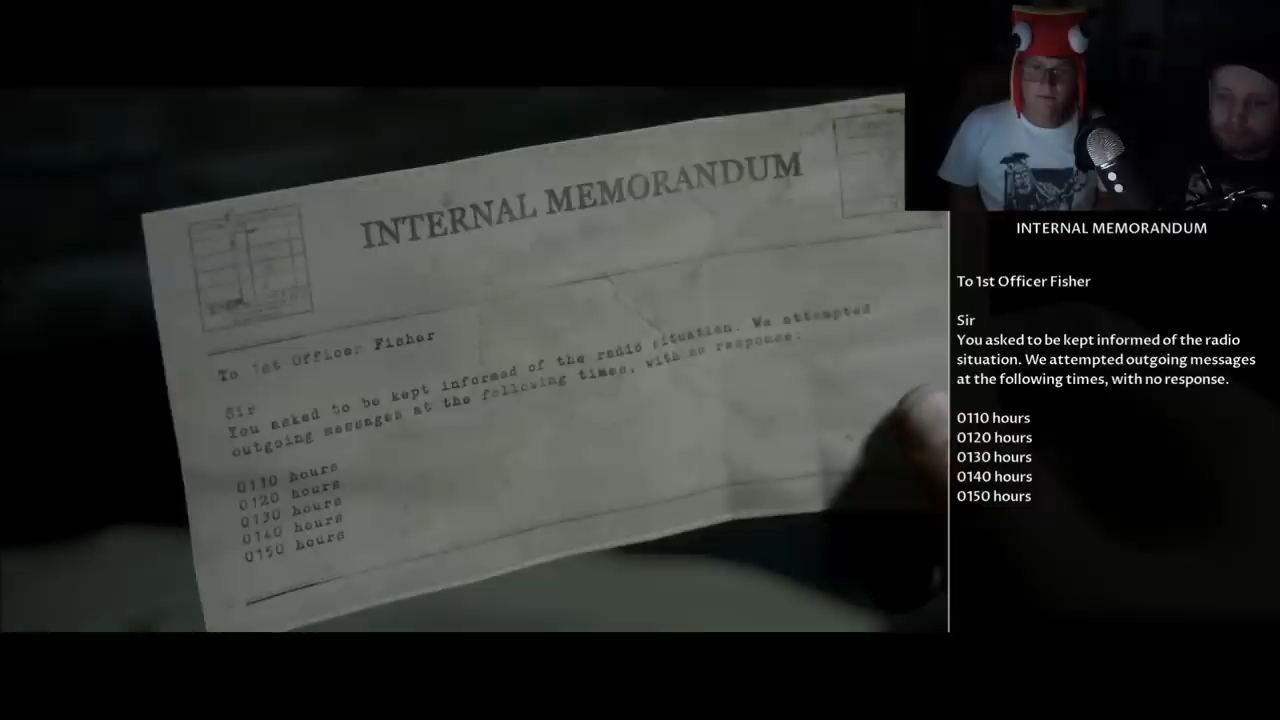 INTERNAL MEMORANDUM
To 1st Officer Fisher
Sir
You asked to be kept informed of the radio situation. We attempted
outgoing messages at the following times, with no response:
0110 hours
0120 hours
0130 hours
0140 hours
0150 hours
INTERNAL MEMORANDUM
To 1st Officer Fisher
Sir
You asked to be kept informed of the radio
situation. We attempted outgoing messages
at the following times, with no response.
0110 hours
0120 hours
0130 hours
0140 hours
0150 hours